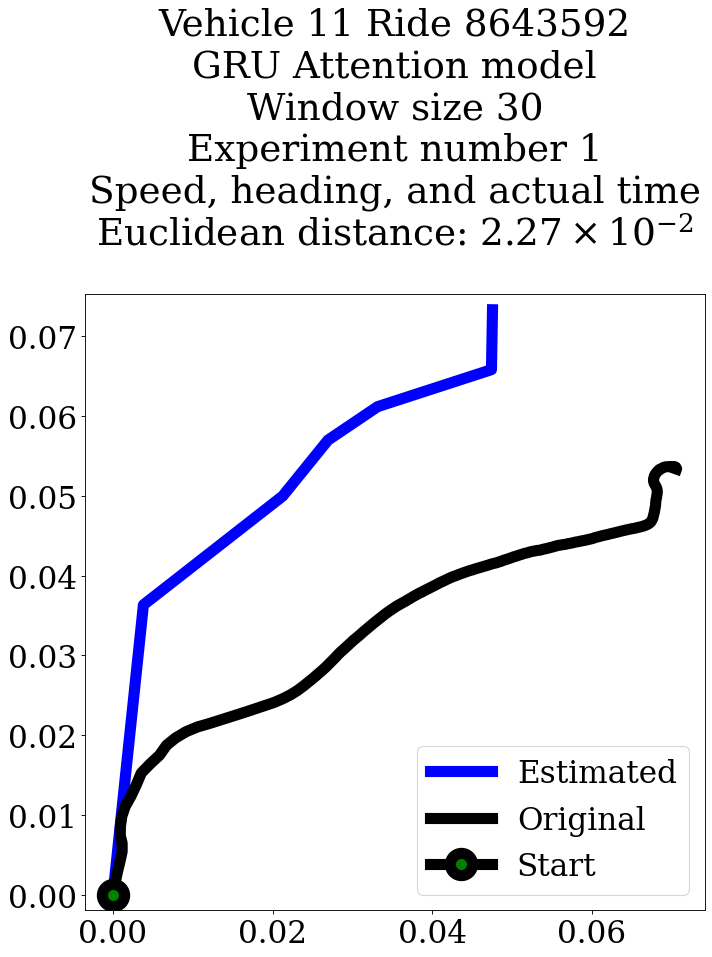 Vehicle 11 Ride 8643592
GRU Attention model
Window size 30
Experiment number 1
Speed, heading, and actual time
Euclidean distance: 2.27 × 10⁻²
0.07
0.06
0.05
0.04
0.03
0.02
0.01
0.00
Estimated
Original
Start
0.00 0.02 0.04 0.06